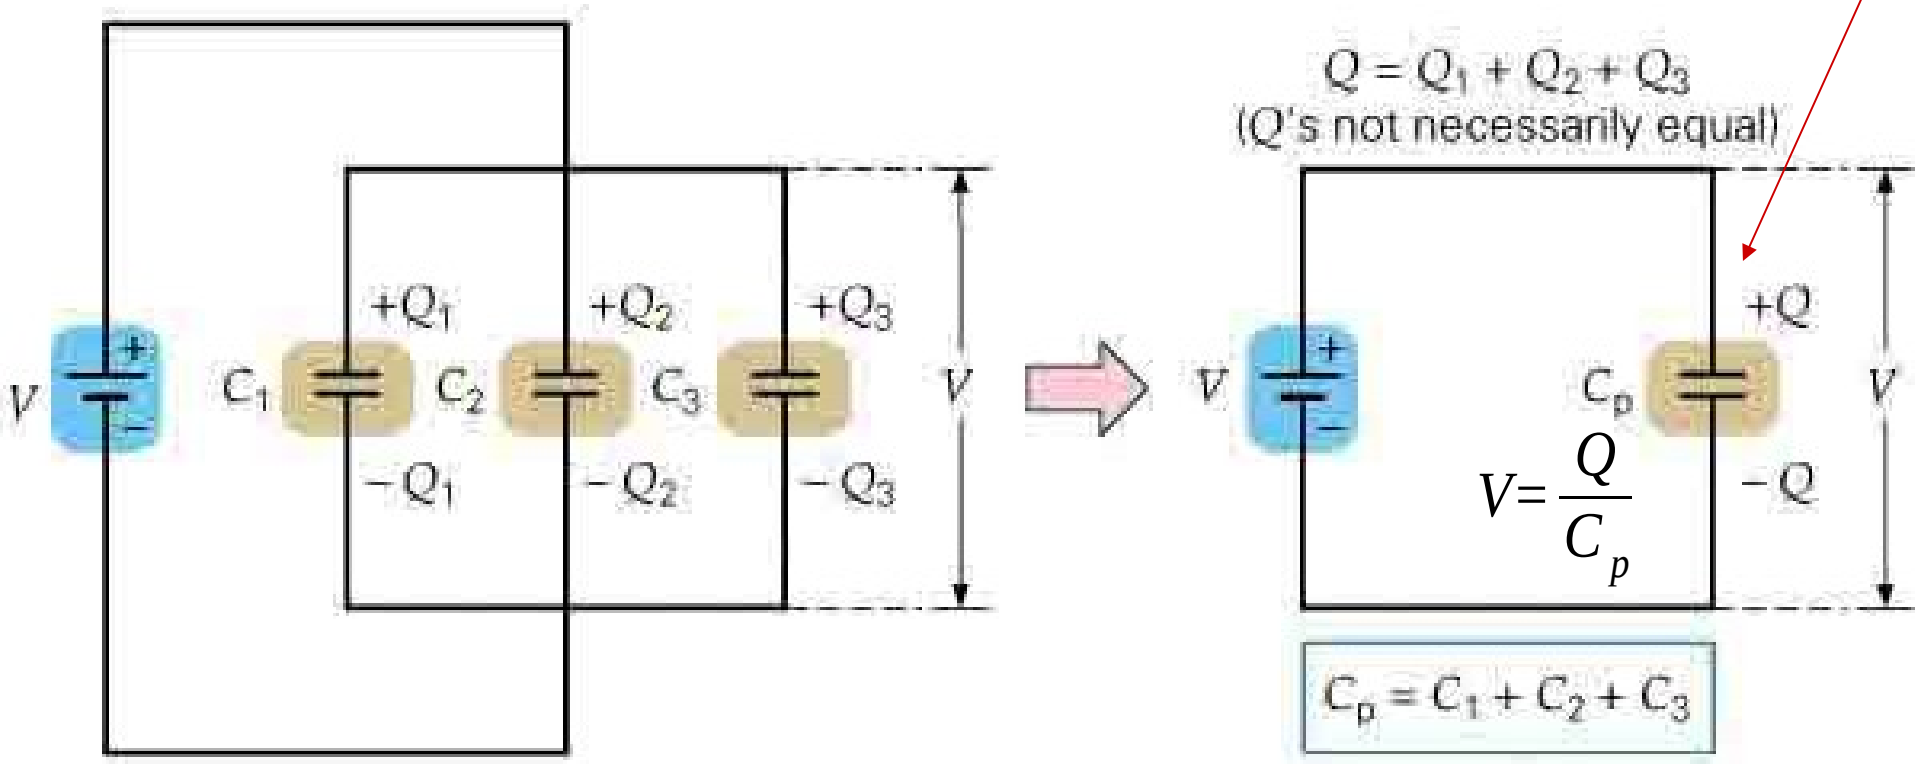 Q = Q₁ + Q₂ + Q₃
(Q's not necessarily equal)
+Q₁ +Q₂ +Q₃
+Q
+
−
V
C₁ C₂ C₃
V
+
−
V
Cₚ
V
−Q₁ −Q₂ −Q₃
−Q
V= Q / Cₚ
Cₚ = C₁ + C₂ + C₃